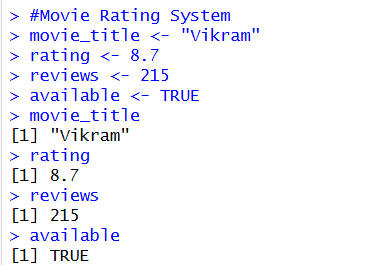 > #Movie Rating System
> movie_title <- "Vikram"
> rating <- 8.7
> reviews <- 215
> available <- TRUE
> movie_title
[1] "Vikram"
> rating
[1] 8.7
> reviews
[1] 215
> available
[1] TRUE